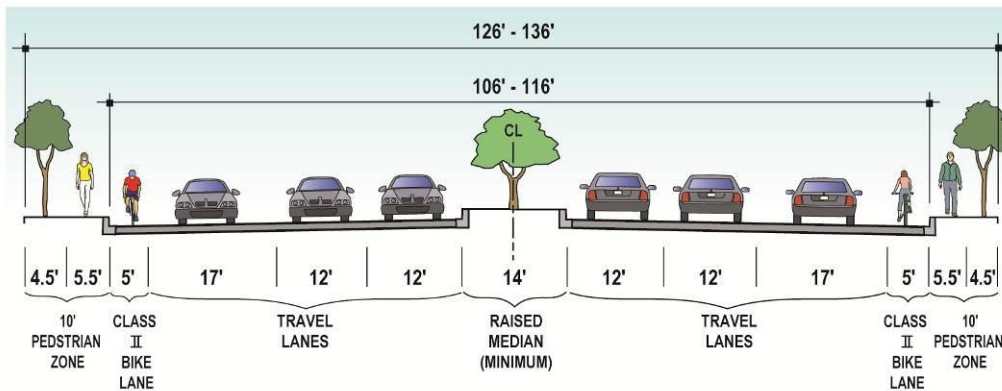 126' - 136'
106' - 116'
CL
4.5' 5.5' 5' 17' 12' 12' 14' 12' 12' 17' 5' 5.5' 4.5'
10'
PEDSTRIAN
ZONE
CLASS
II
BIKE
LANE
TRAVEL
LANES
RAISED
MEDIAN
(MINIMUM)
TRAVEL
LANES
CLASS
II
BIKE
LANE
10'
PEDSTRIAN
ZONE